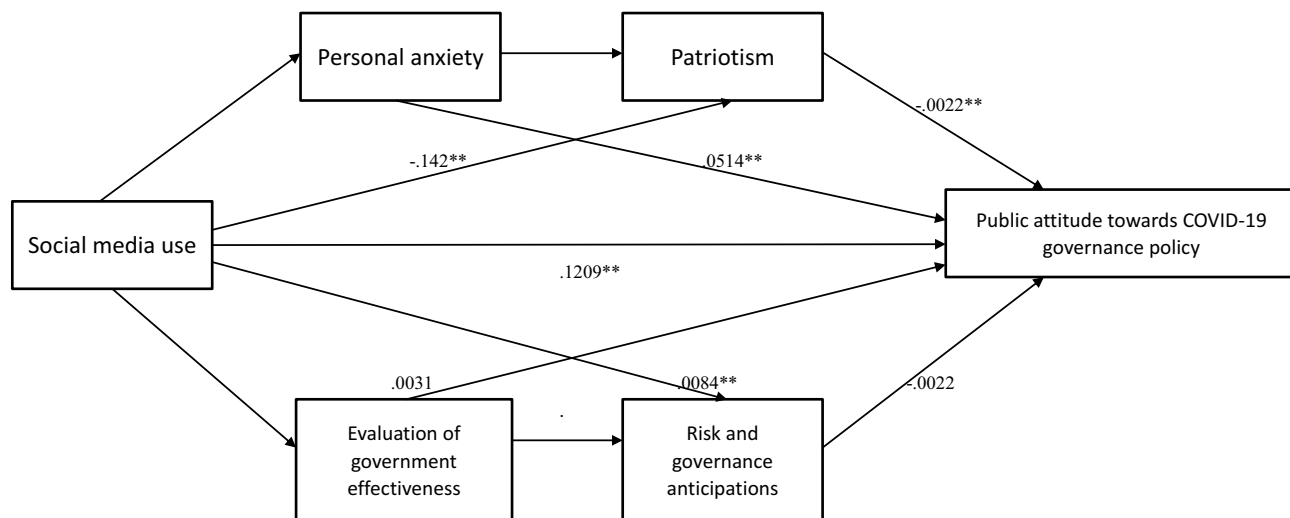 Personal anxiety
Patriotism
-.0022**
-.142**
.0514**
Social media use
Public attitude towards COVID-19
governance policy
.1209**
.0031
.0084**
-.0022
.
Evaluation of
government
effectiveness
Risk and
governance
anticipations